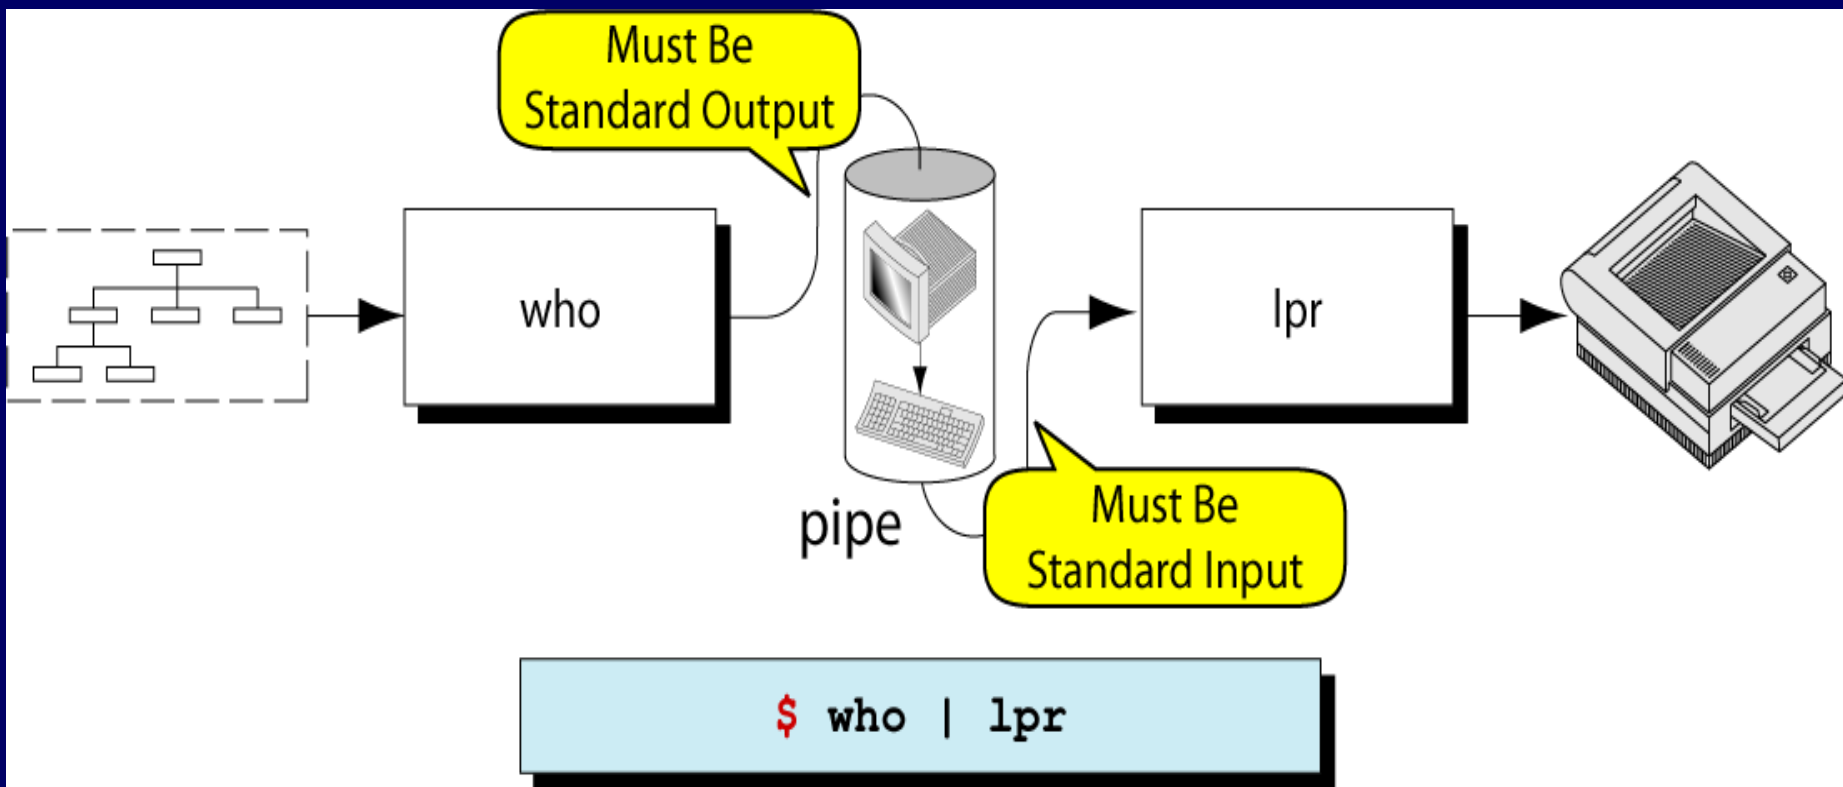 Must Be
Standard Output
who
lpr
pipe
Must Be
Standard Input
$ who | lpr